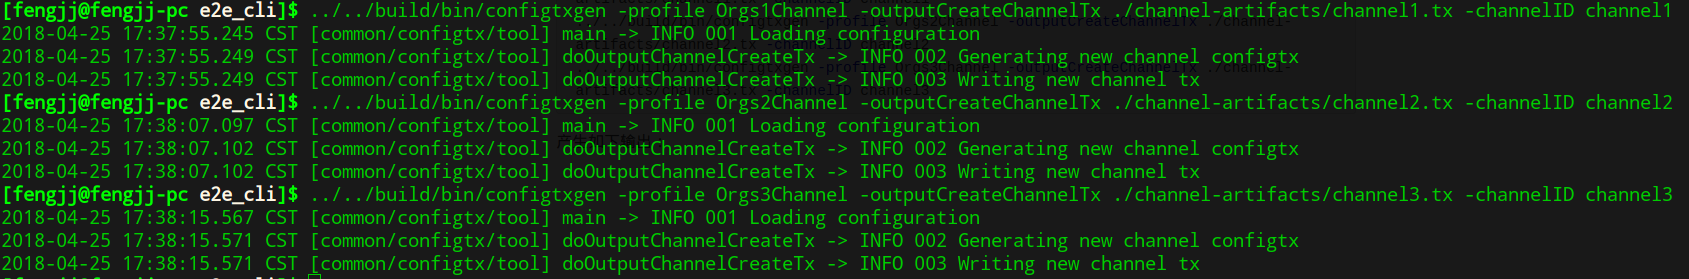 [fengjj@fengjj-pc e2e_cli]$ ../../build/bin/configtxgen -profile Orgs1Channel -outputCreateChannelTx ./channel-artifacts/channel1.tx -channelID channel1
2018-04-25 17:37:55.245 CST [common/configtx/tool] main -> INFO 001 Loading configuration
2018-04-25 17:37:55.249 CST [common/configtx/tool] doOutputChannelCreateTx -> INFO 002 Generating new channel configtx
2018-04-25 17:37:55.249 CST [common/configtx/tool] doOutputChannelCreateTx -> INFO 003 Writing new channel tx
[fengjj@fengjj-pc e2e_cli]$ ../../build/bin/configtxgen -profile Orgs2Channel -outputCreateChannelTx ./channel-artifacts/channel2.tx -channelID channel2
2018-04-25 17:38:07.097 CST [common/configtx/tool] main -> INFO 001 Loading configuration
2018-04-25 17:38:07.102 CST [common/configtx/tool] doOutputChannelCreateTx -> INFO 002 Generating new channel configtx
2018-04-25 17:38:07.102 CST [common/configtx/tool] doOutputChannelCreateTx -> INFO 003 Writing new channel tx
[fengjj@fengjj-pc e2e_cli]$ ../../build/bin/configtxgen -profile Orgs3Channel -outputCreateChannelTx ./channel-artifacts/channel3.tx -channelID channel3
2018-04-25 17:38:15.567 CST [common/configtx/tool] main -> INFO 001 Loading configuration
2018-04-25 17:38:15.571 CST [common/configtx/tool] doOutputChannelCreateTx -> INFO 002 Generating new channel configtx
2018-04-25 17:38:15.571 CST [common/configtx/tool] doOutputChannelCreateTx -> INFO 003 Writing new channel tx